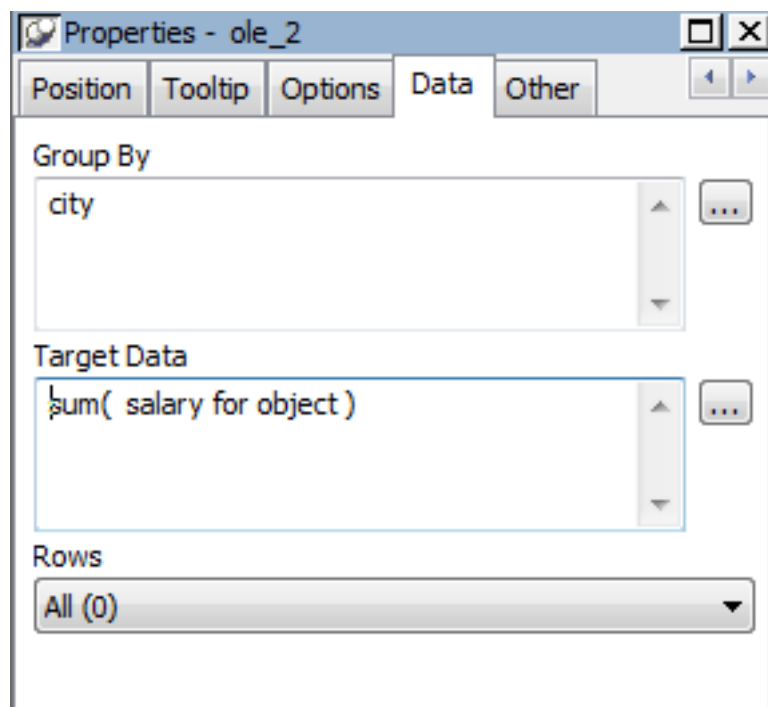 Properties - ole_2
Position Tooltip Options Data Other
Group By
city
...
Target Data
sum( salary for object )
...
Rows
All (0)